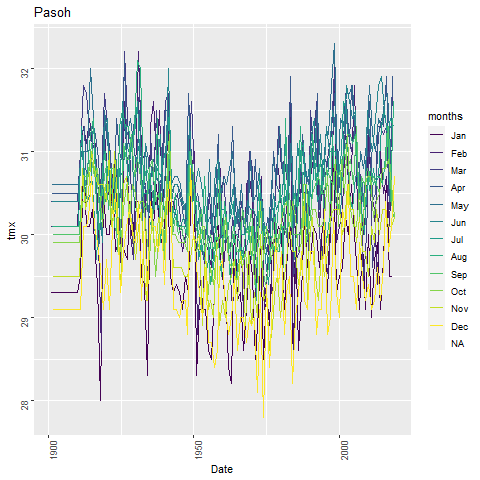 Pasoh
32
31
30
29
28
tmx
1900
1950
2000
Date
months
Jan
Feb
Mar
Apr
May
Jun
Jul
Aug
Sep
Oct
Nov
Dec
NA